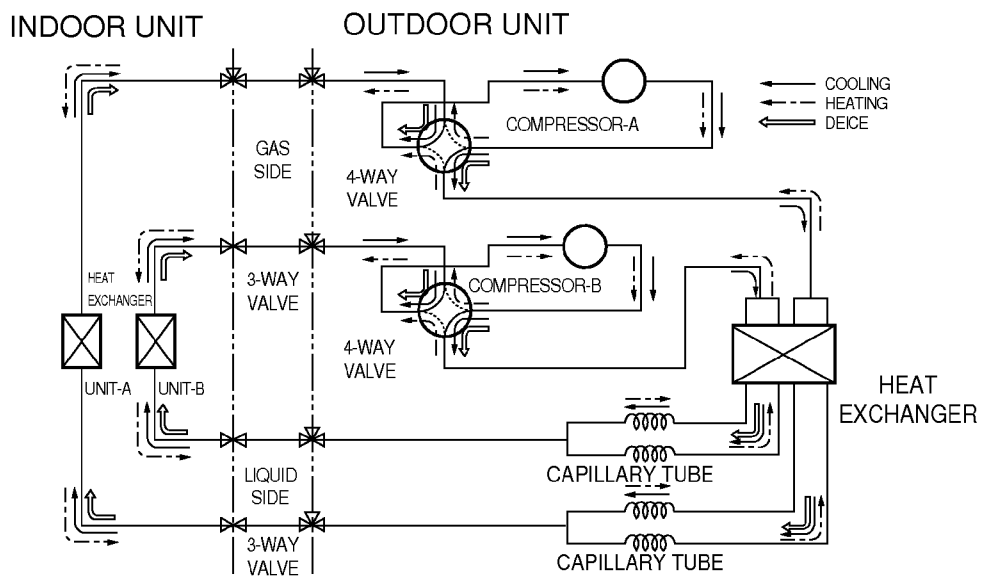 INDOOR UNIT
OUTDOOR UNIT
COOLING
HEATING
DEICE
COMPRESSOR-A
GAS
SIDE
4-WAY
VALVE
HEAT
EXCHANGER
3-WAY
VALVE
COMPRESSOR-B
4-WAY
VALVE
UNIT-A
UNIT-B
HEAT
EXCHANGER
LIQUID
SIDE
CAPILLARY TUBE
3-WAY
VALVE
CAPILLARY TUBE